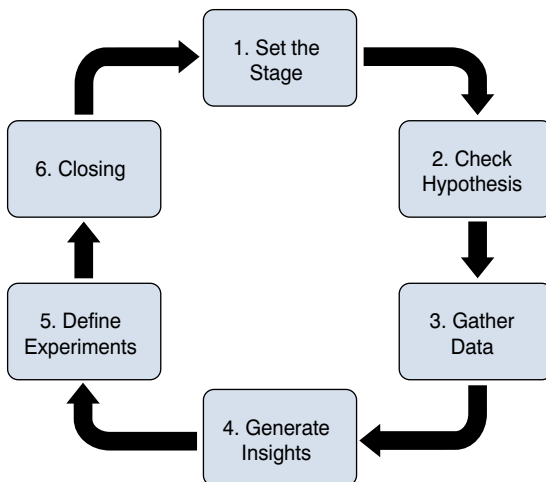 1. Set the
Stage
2. Check
Hypothesis
3. Gather
Data
4. Generate
Insights
5. Define
Experiments
6. Closing